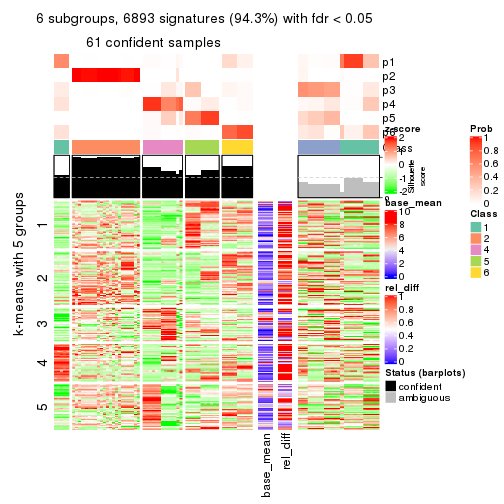 6 subgroups, 6893 signatures (94.3%) with fdr < 0.05
61 confident samples
p1
p2
p3
p4
p5
z-score
2
1
0
-1
-2
Silhouette
score
base_mean
10
8
6
4
2
0
rel_diff
1
0.8
0.6
0.4
0.2
0
Status (barplots)
confident
ambiguous
Prob
1
0.8
0.6
0.4
0.2
0
Class
1
2
4
5
6
k-means with 5 groups
1
2
3
4
5
base_mean
rel_diff